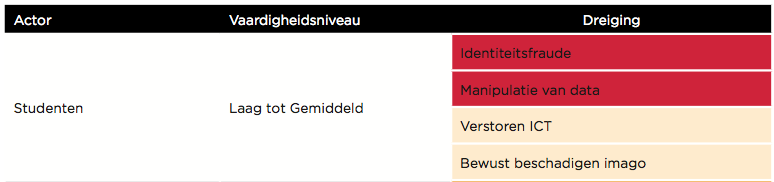 Actor Vaardigheidsniveau Dreiging
Identiteitsfraude
Manipulatie van data
Studenten Laag tot Gemiddeld
Verstoren ICT
Bewust beschadigen imago